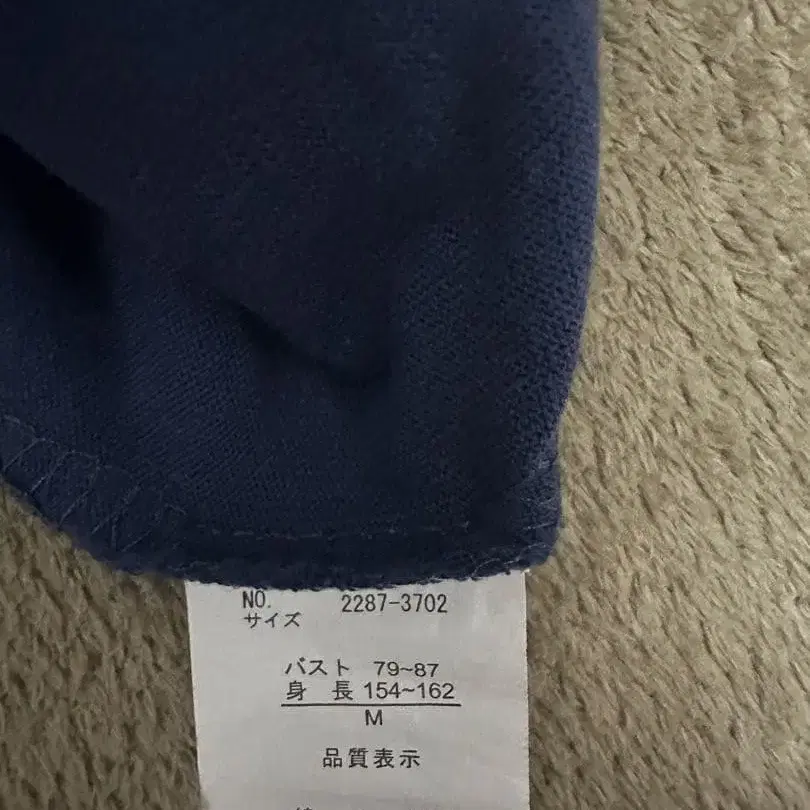 NO. 2287-3702
サイズ
バスト 79~87
身 長 154~162
M
品質表示